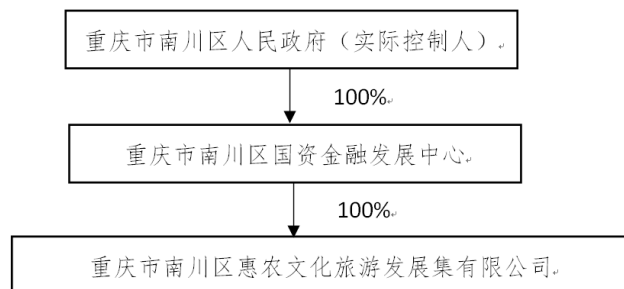 重庆市南川区人民政府（实际控制人）
100%
重庆市南川区国资金融发展中心
100%
重庆市南川区惠农文化旅游发展集有限公司